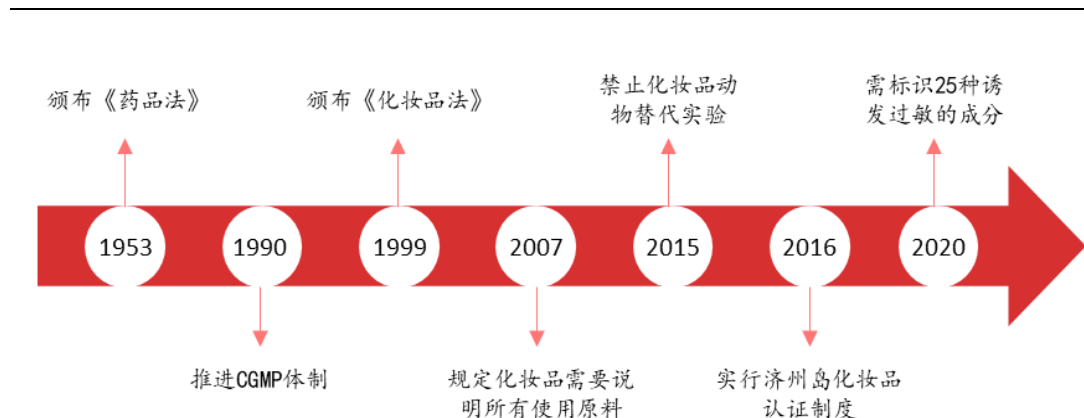 颁布《药品法》
颁布《化妆品法》
禁止化妆品动
物替代实验
需标识25种诱
发过敏的成分
1953
1990
1999
2007
2015
2016
2020
推进CGMP体制
规定化妆品需要说
明所有使用原料
实行济州岛化妆品
认证制度